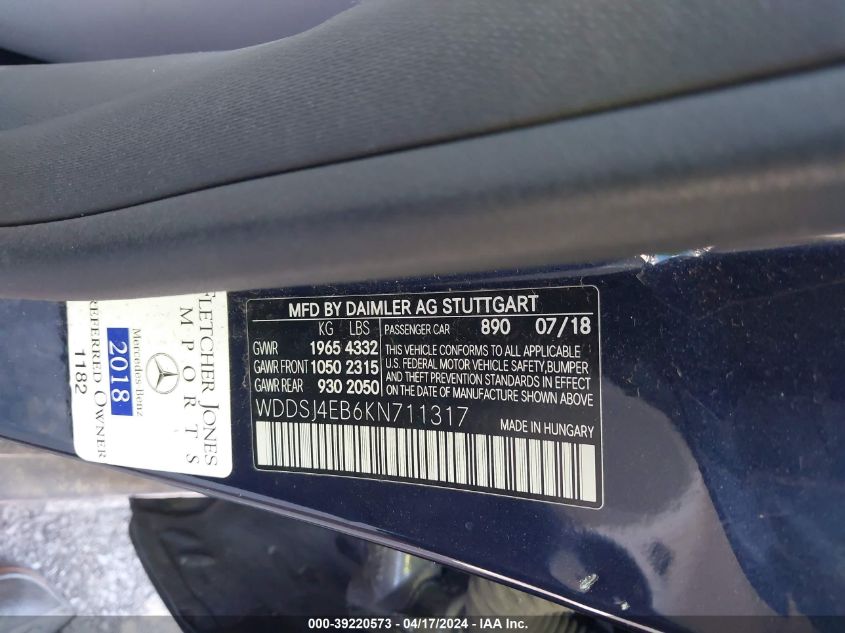 MFD BY DAIMLER AG STUTTGART
KG LBS
GVWR 1965 4332
GAWR FRONT 1050 2315
GAWR REAR 930 2050
PASSENGER CAR 890 07/18
THIS VEHICLE CONFORMS TO ALL APPLICABLE
U.S. FEDERAL MOTOR VEHICLE SAFETY,BUMPER
AND THEFT PREVENTION STANDARDS IN EFFECT
ON THE DATE OF MANUFACTURE SHOWN ABOVE
WDDSJ4EB6KN711317
MADE IN HUNGARY
FLETCHER JONES
MPORTS
Mercedes-Benz
2018
REFERRED OWNER
1182
000-39220573 - 04/17/2024 - IAA Inc.